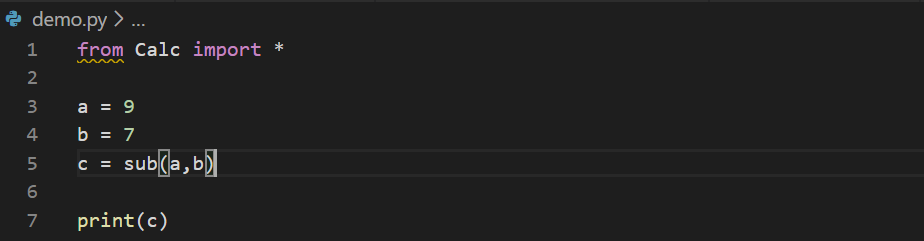 demo.py > ...
1 from Calc import *
2
3 a = 9
4 b = 7
5 c = sub(a,b)
6
7 print(c)